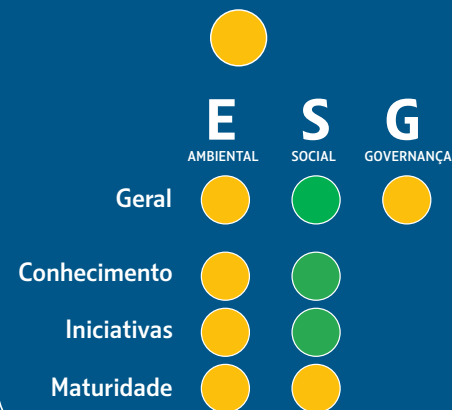 E S G
AMBIENTAL SOCIAL GOVERNANÇA
Geral
Conhecimento
Iniciativas
Maturidade